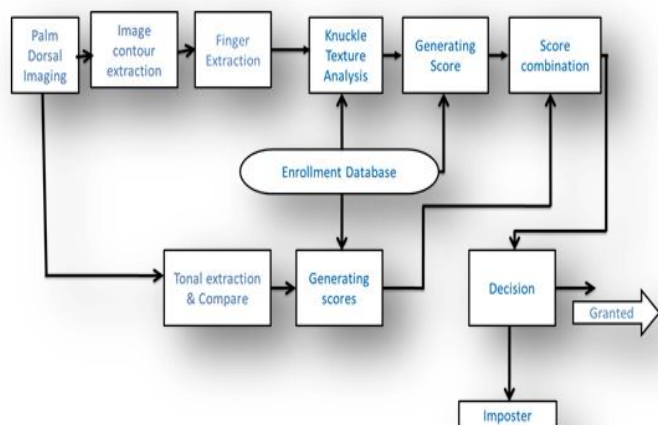 Palm
Dorsal
Imaging
Image
contour
extraction
Finger
Extraction
Knuckle
Texture
Analysis
Generating
Score
Score
combination
Enrollment Database
Tonal extraction
& Compare
Generating
scores
Decision
Granted
Imposter